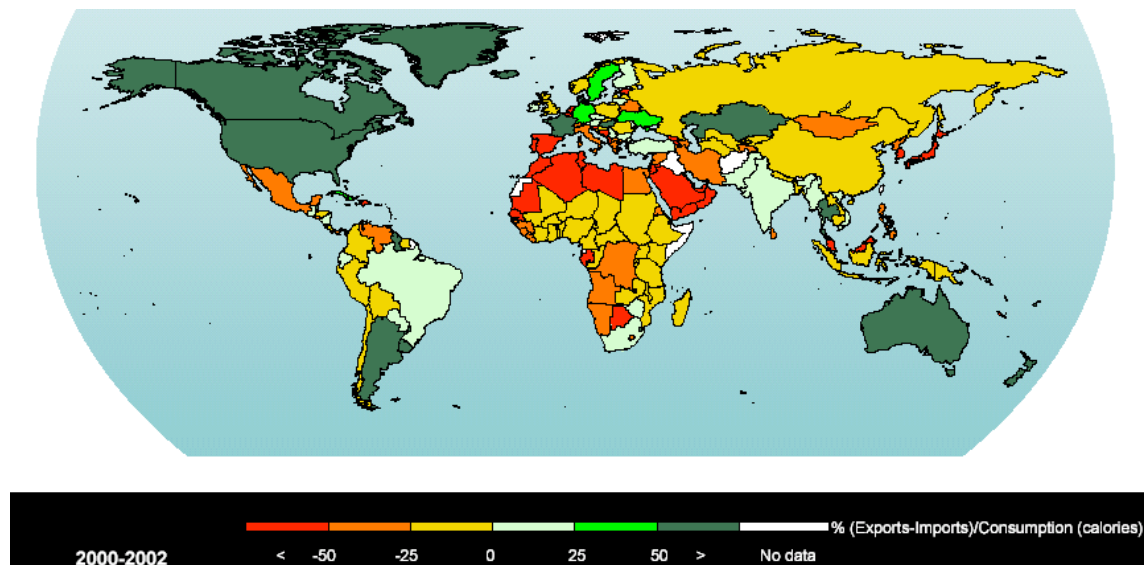 % (Exports-Imports)/Consumption (calories)
2000-2002 < -50 -25 0 25 50 > No data